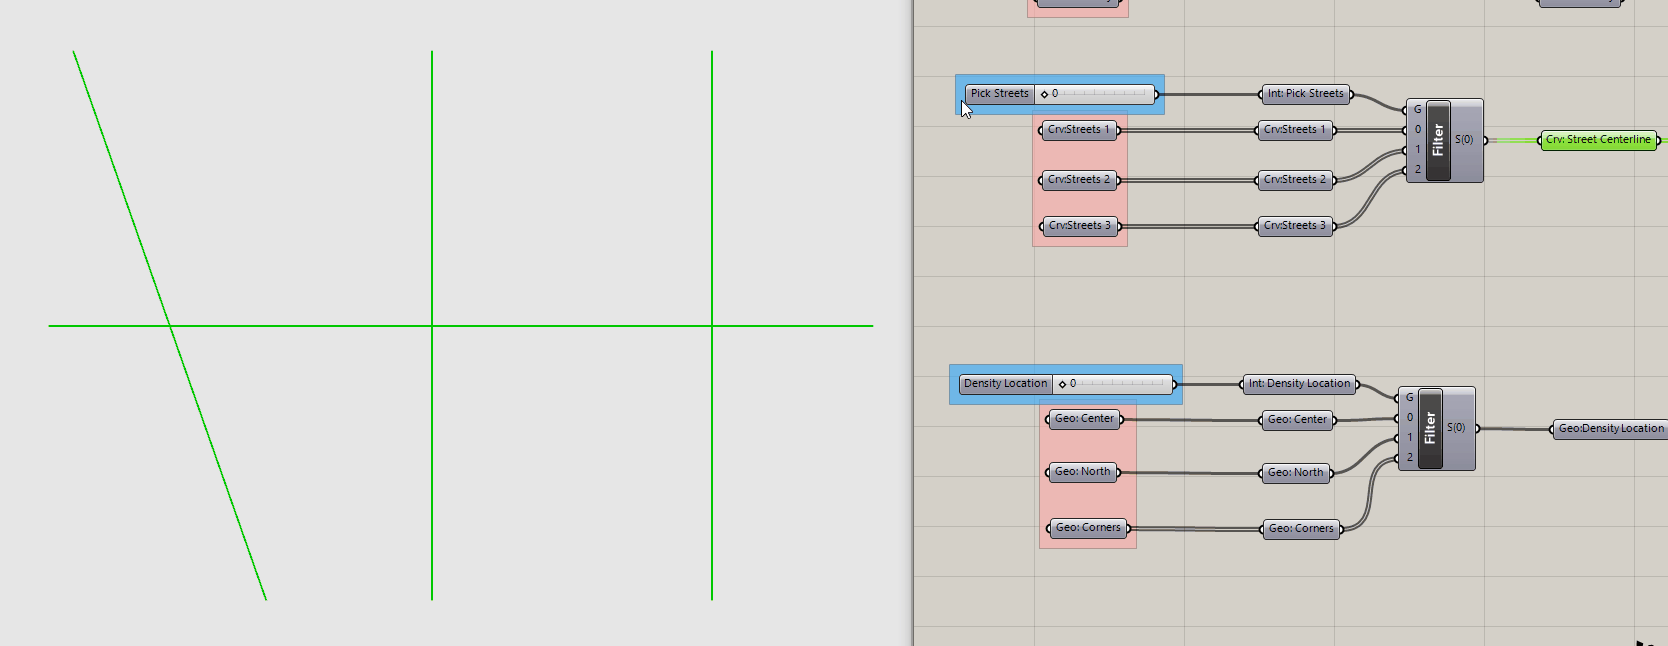 Pick Streets 0
Int: Pick Streets
G
Crv:Streets 1
Crv:Streets 1
0
Filter
S(0)
Crv: Street Centerline
1
Crv:Streets 2
Crv:Streets 2
2
Crv:Streets 3
Crv:Streets 3
Density Location 0
Int: Density Location
G
Geo: Center
Geo: Center
0
Filter
S(0)
Geo:Density Location
1
Geo: North
Geo: North
2
Geo: Corners
Geo: Corners